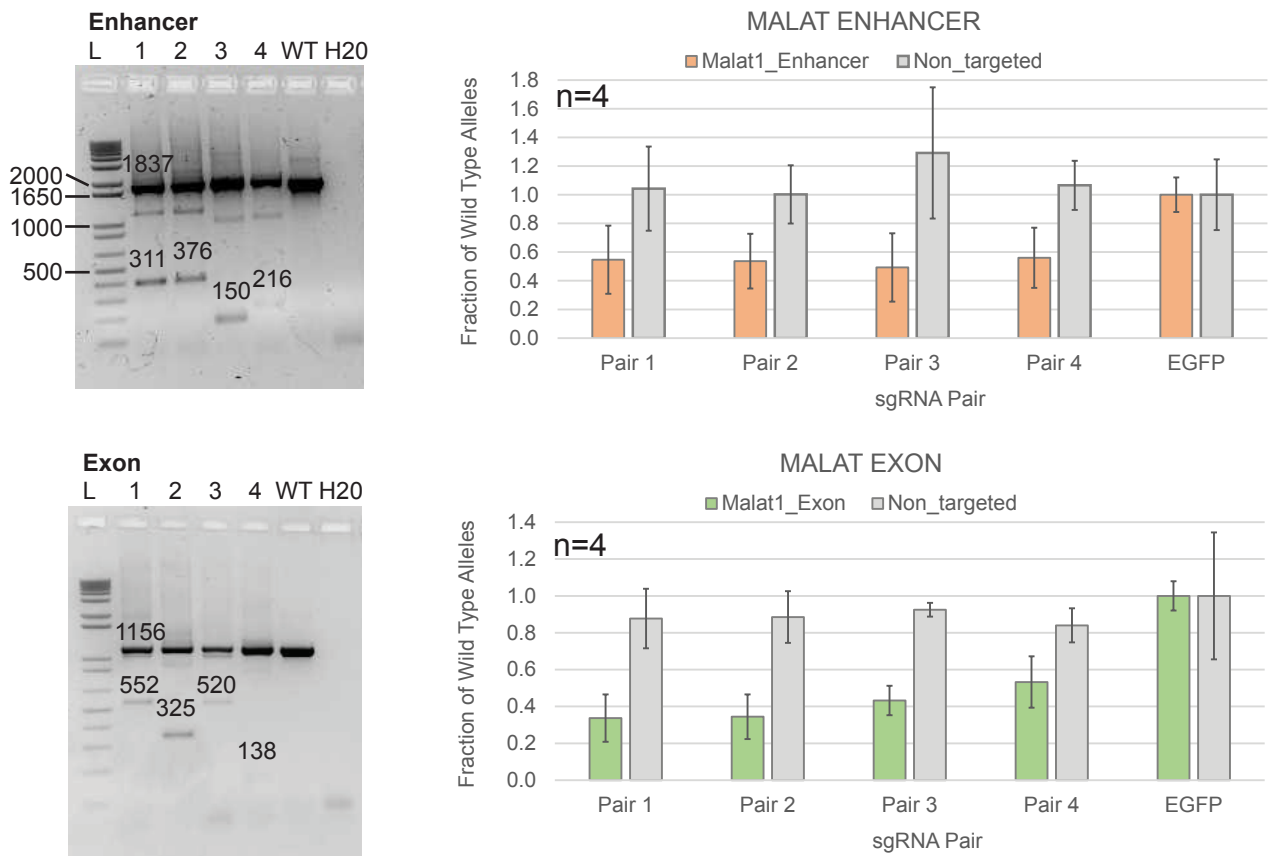 Enhancer
L 1 2 3 4 WT H20
1837
2000
1650
1000
311 376
500
150 216
MALAT ENHANCER
Malat1_Enhancer Non_targeted
n=4
Fraction of Wild Type Alleles
1.8
1.6
1.4
1.2
1.0
0.8
0.6
0.4
0.2
0.0
Pair 1 Pair 2 Pair 3 Pair 4 EGFP
sgRNA Pair
Exon
L 1 2 3 4 WT H20
1156
552 520
325
138
MALAT EXON
Malat1_Exon Non_targeted
n=4
Fraction of Wild Type Alleles
1.4
1.2
1.0
0.8
0.6
0.4
0.2
0.0
Pair 1 Pair 2 Pair 3 Pair 4 EGFP
sgRNA Pair